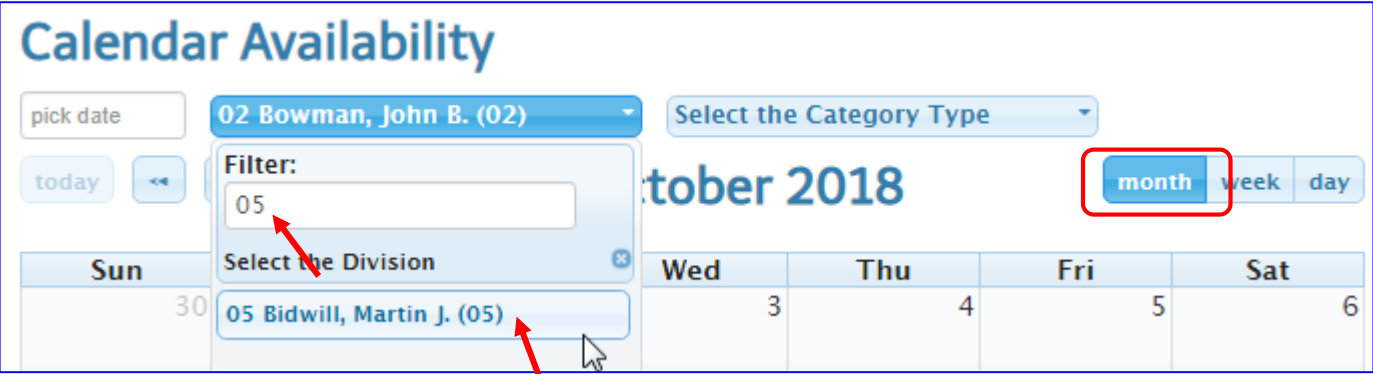 Calendar Availability
pick date
02 Bowman, John B. (02)
Select the Category Type
today
Filter:
05
tober 2018
month week day
Select the Division
Sun Wed Thu Fri Sat
30 3 4 5 6
05 Bidwill, Martin J. (05)